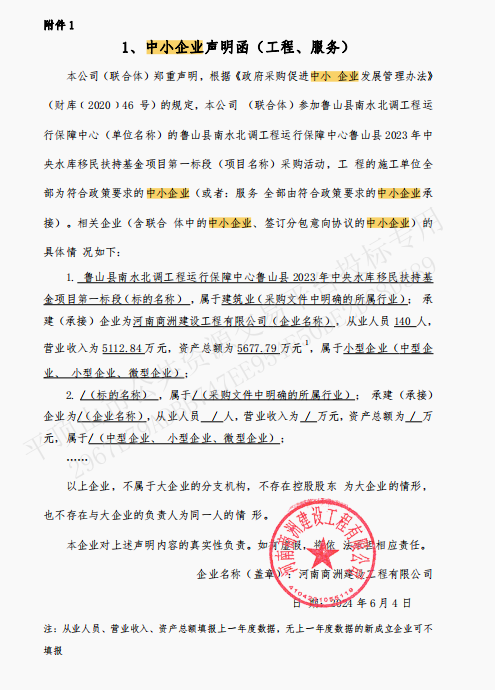 附件 1
1、中小企业声明函（工程、服务）
本公司（联合体）郑重声明，根据《政府采购促进中小 企业发展管理办法》
（财库﹝2020﹞46 号）的规定，本公司 （联合体）参加鲁山县南水北调工程运
行保障中心（单位名称）的鲁山县南水北调工程运行保障中心鲁山县 2023 年中
央水库移民扶持基金项目第一标段（项目名称）采购活动，工 程的施工单位全
部为符合政策要求的中小企业（或者：服务 全部由符合政策要求的中小企业承
接）。相关企业（含联合 体中的中小企业、签订分包意向协议的中小企业）的
具体情 况如下：
1. 鲁山县南水北调工程运行保障中心鲁山县 2023 年中央水库移民扶持基
金项目第一标段（标的名称），属于建筑业（采购文件中明确的所属行业）； 承
建（承接）企业为河南商洲建设工程有限公司（企业名称），从业人员 140 人，
营业收入为 5112.84 万元，资产总额为 5677.79 万元¹，属于小型企业（中型企
业、 小型企业、微型企业）；
2. /（标的名称），属于/（采购文件中明确的所属行业）； 承建（承接）
企业为/（企业名称），从业人员 / 人，营业收入为 / 万元，资产总额为 / 万
元，属于/（中型企业、 小型企业、微型企业）；
……
以上企业，不属于大企业的分支机构，不存在控股股东 为大企业的情形，
也不存在与大企业的负责人为同一人的情 形。
本企业对上述声明内容的真实性负责。如有虚假，将依 法承担相应责任。
企业名称（盖章）：河南商洲建设工程有限公司
日 期：2024 年 6 月 4 日
河南商洲建设工程有限公司
注：从业人员、营业收入、资产总额填报上一年度数据，无上一年度数据的新成立企业可不
填报